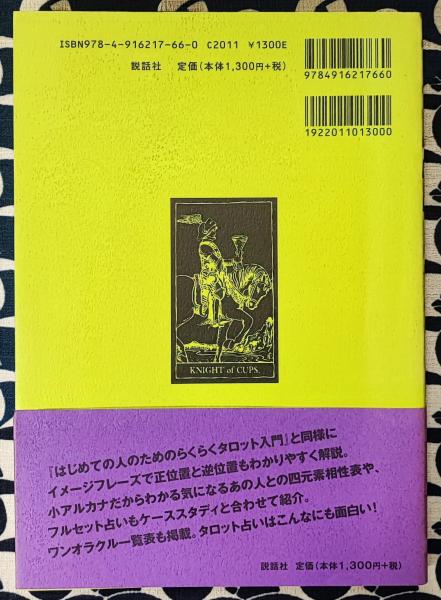 ISBN978-4-916217-66-0 C2011 ¥1300E
説話社 定価(本体1,300円+税)
9784916217660
1922011013000
KNIGHT of CUPS.
『はじめての人のためのらくらくタロット入門』と同様に
イメージフレーズで正位置と逆位置もわかりやすく解説。
小アルカナだからわかる気になるあの人との四元素相性表や、
フルセット占いもケーススタディと合わせて紹介。
ワンオラクル一覧表も掲載。タロット占いはこんなにも面白い!
説話社 定価(本体1,300円+税)